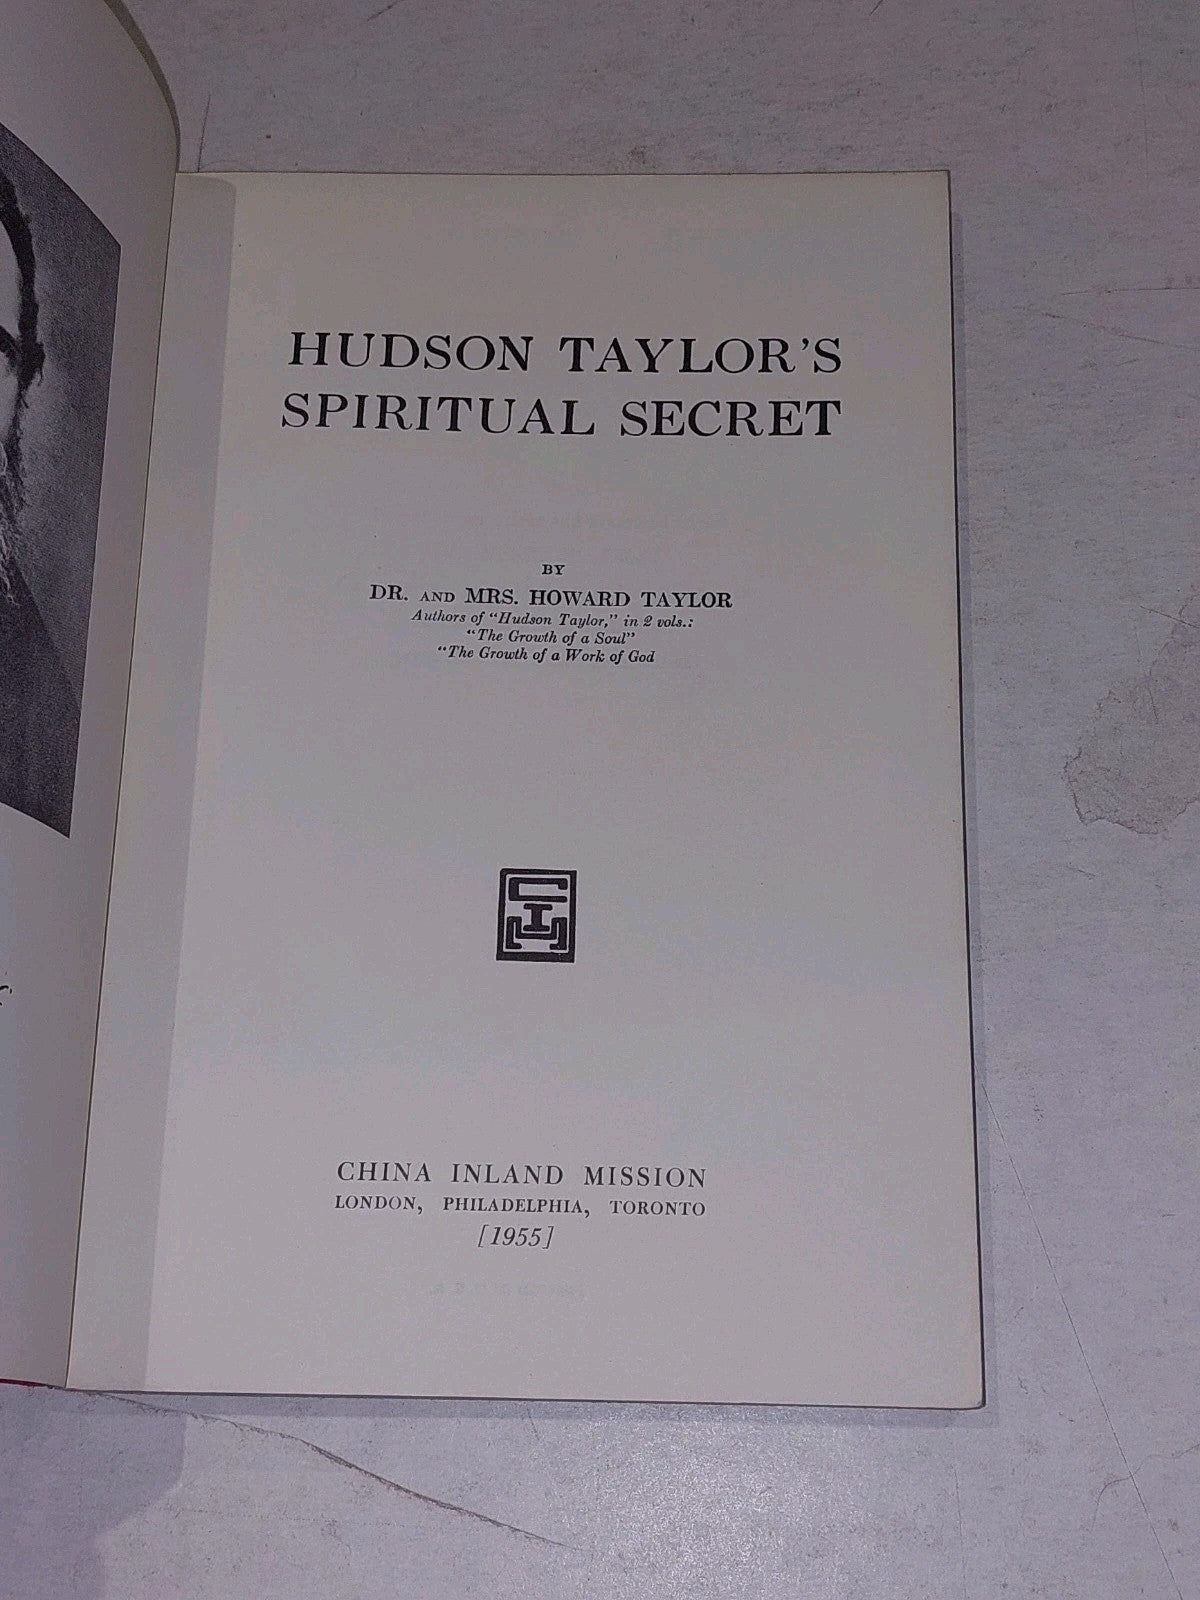 HUDSON TAYLOR'S
SPIRITUAL SECRET
BY
DR. AND MRS. HOWARD TAYLOR
Authors of "Hudson Taylor," in 2 vols.:
"The Growth of a Soul"
"The Growth of a Work of God
CIM
CHINA INLAND MISSION
LONDON, PHILADELPHIA, TORONTO
[1955]